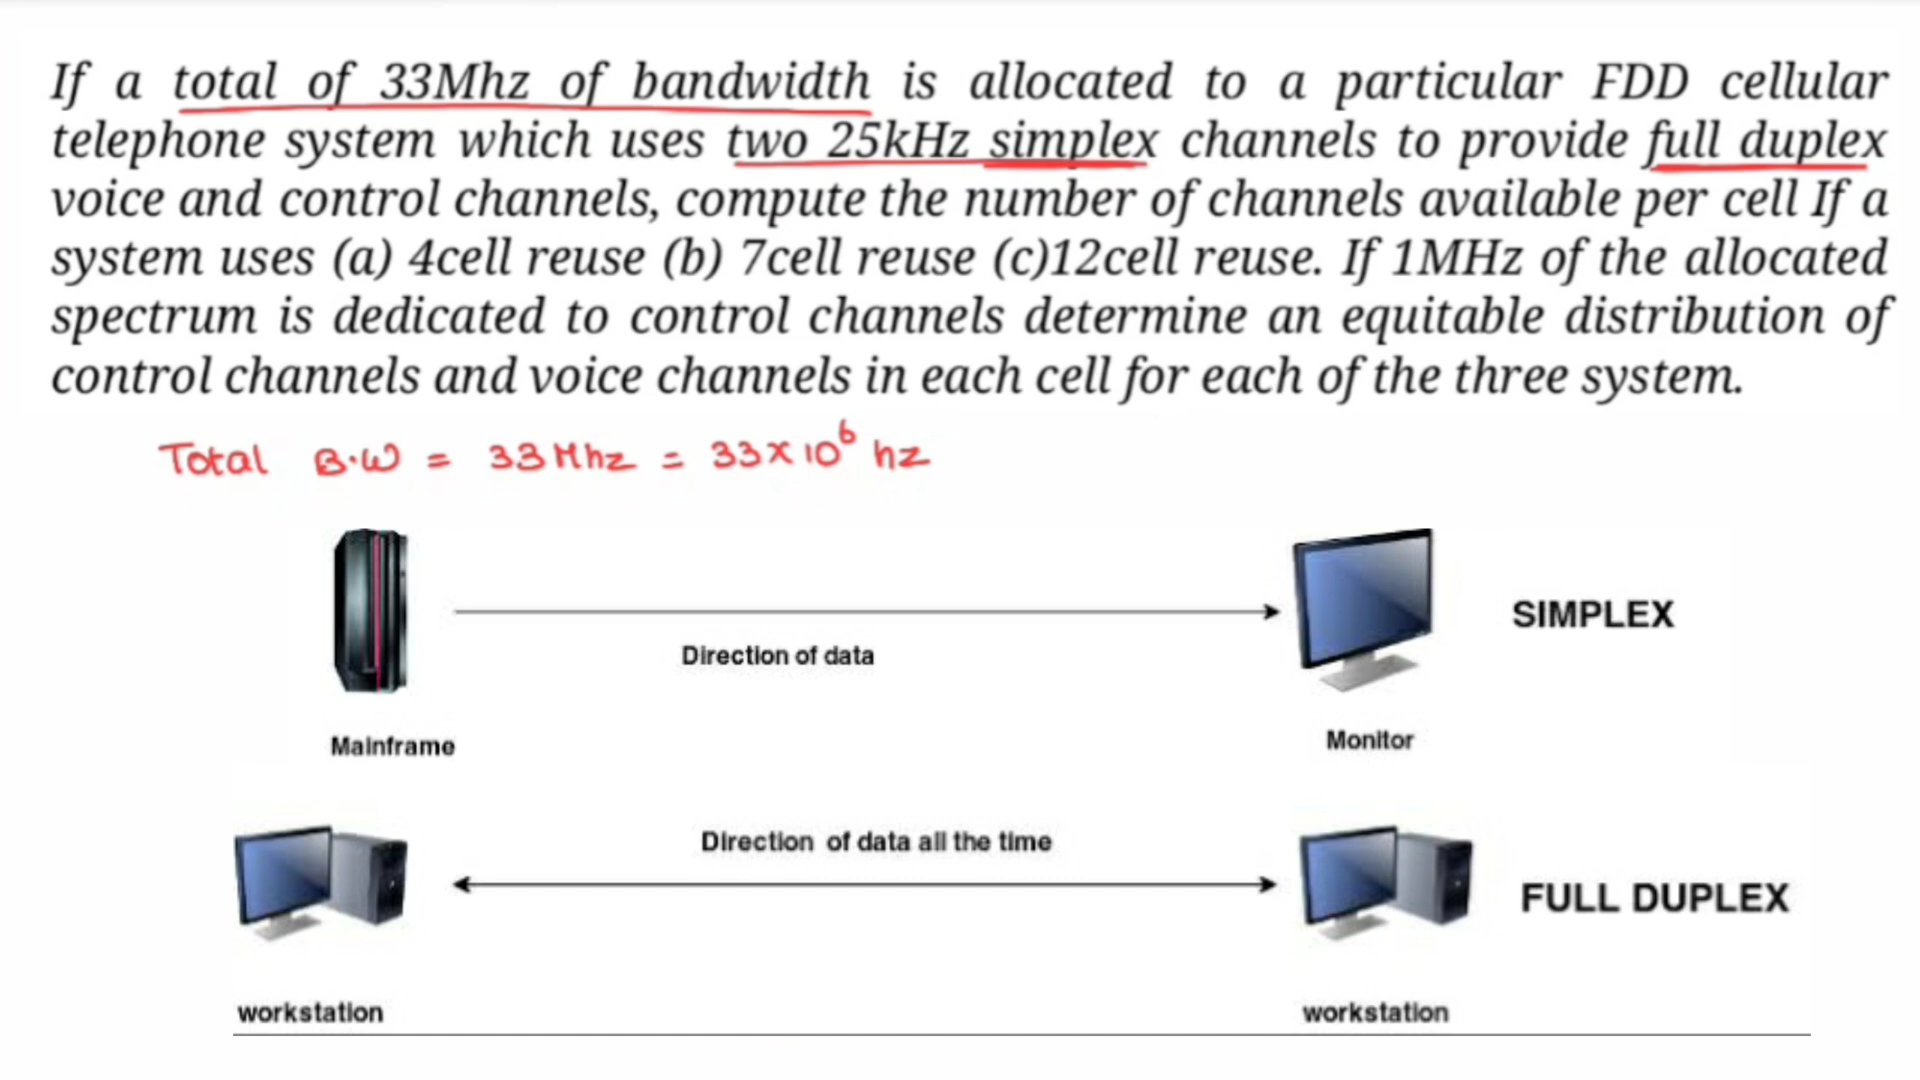 If a total of 33Mhz of bandwidth is allocated to a particular FDD cellular
telephone system which uses two 25kHz simplex channels to provide full duplex
voice and control channels, compute the number of channels available per cell If a
system uses (a) 4cell reuse (b) 7cell reuse (c)12cell reuse. If 1MHz of the allocated
spectrum is dedicated to control channels determine an equitable distribution of
control channels and voice channels in each cell for each of the three system.
Total B.W = 33 Mhz = 33×10⁶ hz
SIMPLEX
Direction of data
Mainframe
Monitor
Direction of data all the time
FULL DUPLEX
workstation
workstation